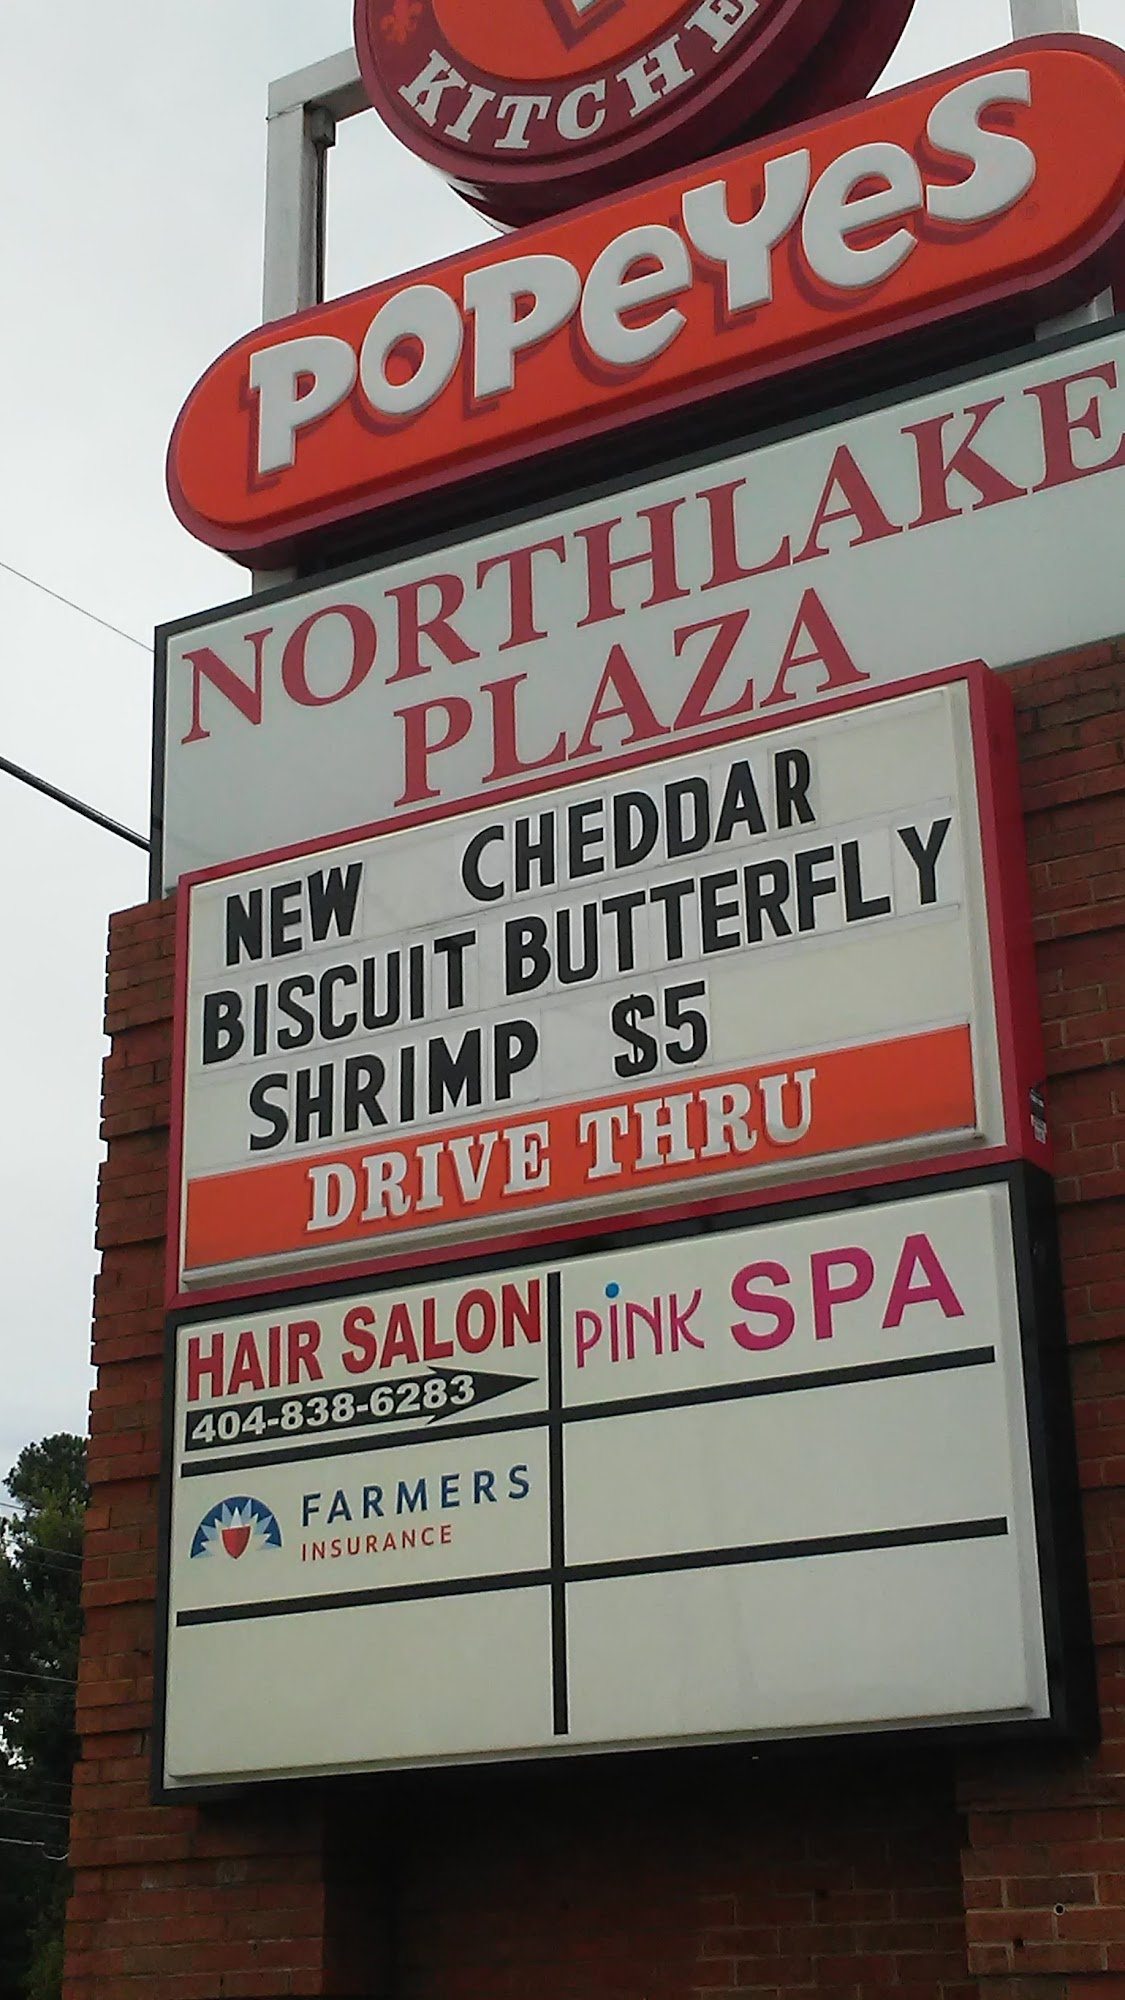 KITCHE
POPEYES
NORTHLAKE
PLAZA
NEW CHEDDAR
BISCUIT BUTTERFLY
SHRIMP $5
DRIVE THRU
HAIR SALON
404-838-6283
PINK SPA
FARMERS
INSURANCE